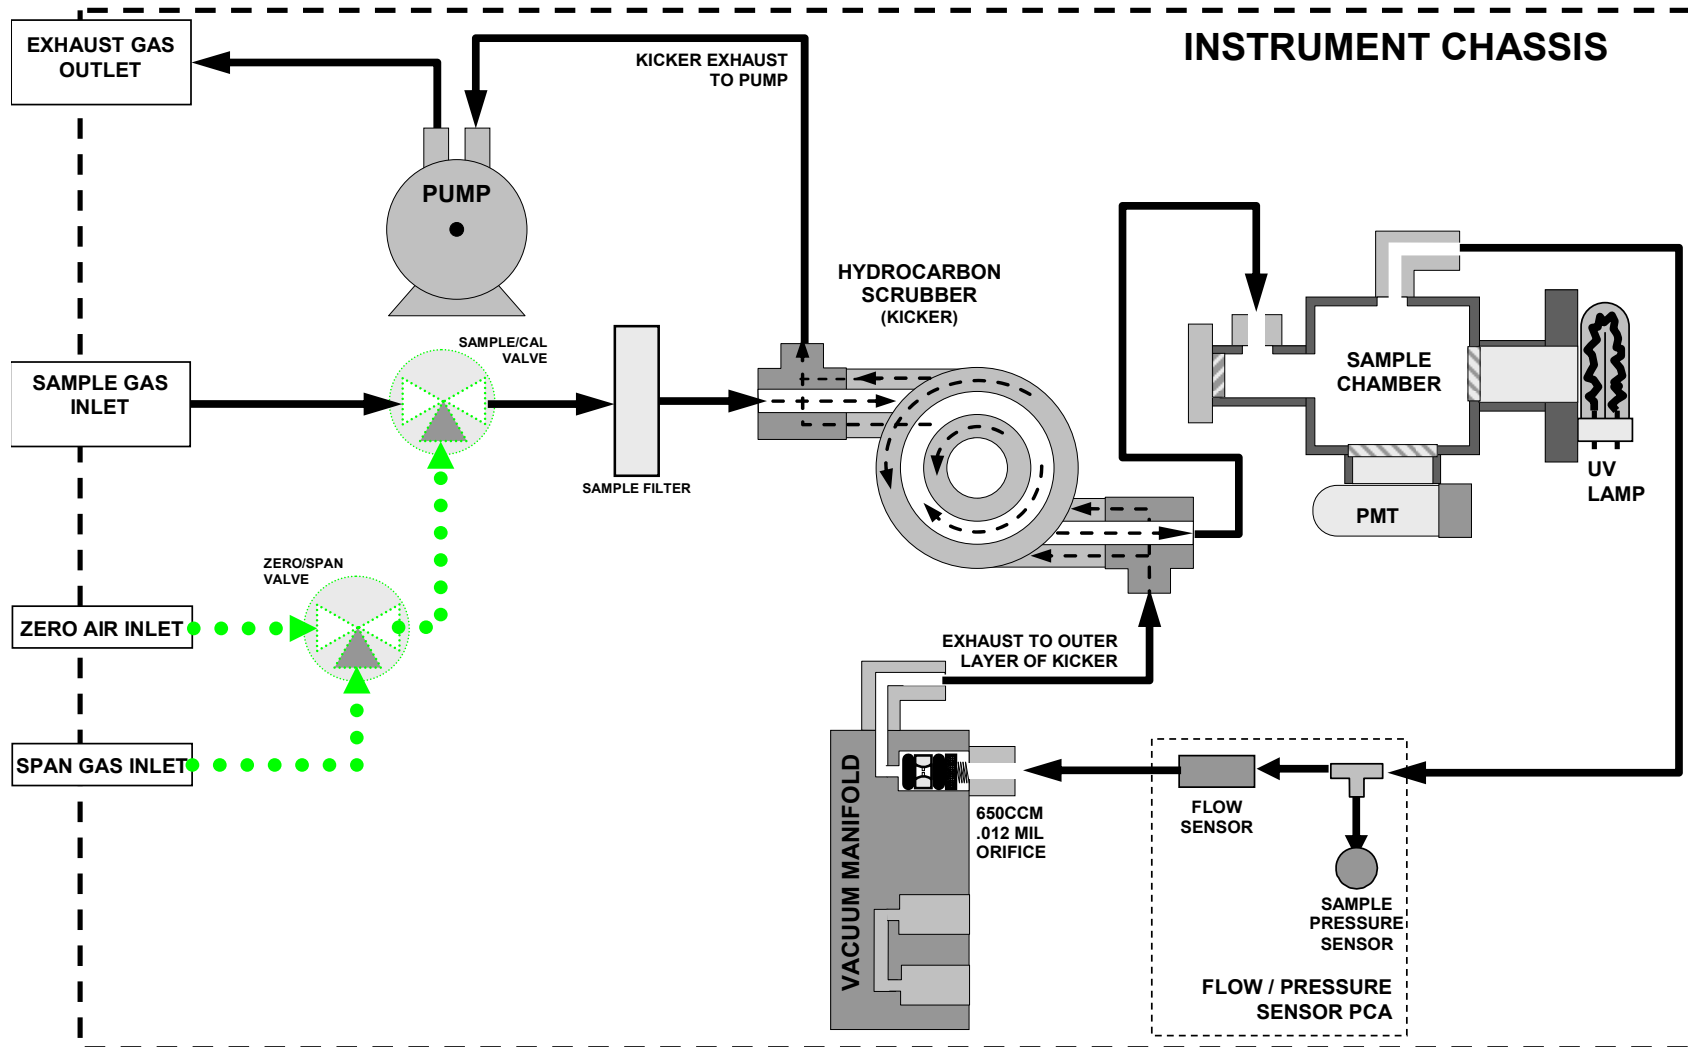 EXHAUST GAS
OUTLET
KICKER EXHAUST
TO PUMP
INSTRUMENT CHASSIS
PUMP
HYDROCARBON
SCRUBBER
(KICKER)
SAMPLE/CAL
VALVE
SAMPLE GAS
INLET
SAMPLE
CHAMBER
UV
LAMP
SAMPLE FILTER
PMT
ZERO/SPAN
VALVE
ZERO AIR INLET
EXHAUST TO OUTER
LAYER OF KICKER
SPAN GAS INLET
VACUUM MANIFOLD
650CCM
.012 MIL
ORIFICE
FLOW
SENSOR
SAMPLE
PRESSURE
SENSOR
FLOW / PRESSURE
SENSOR PCA